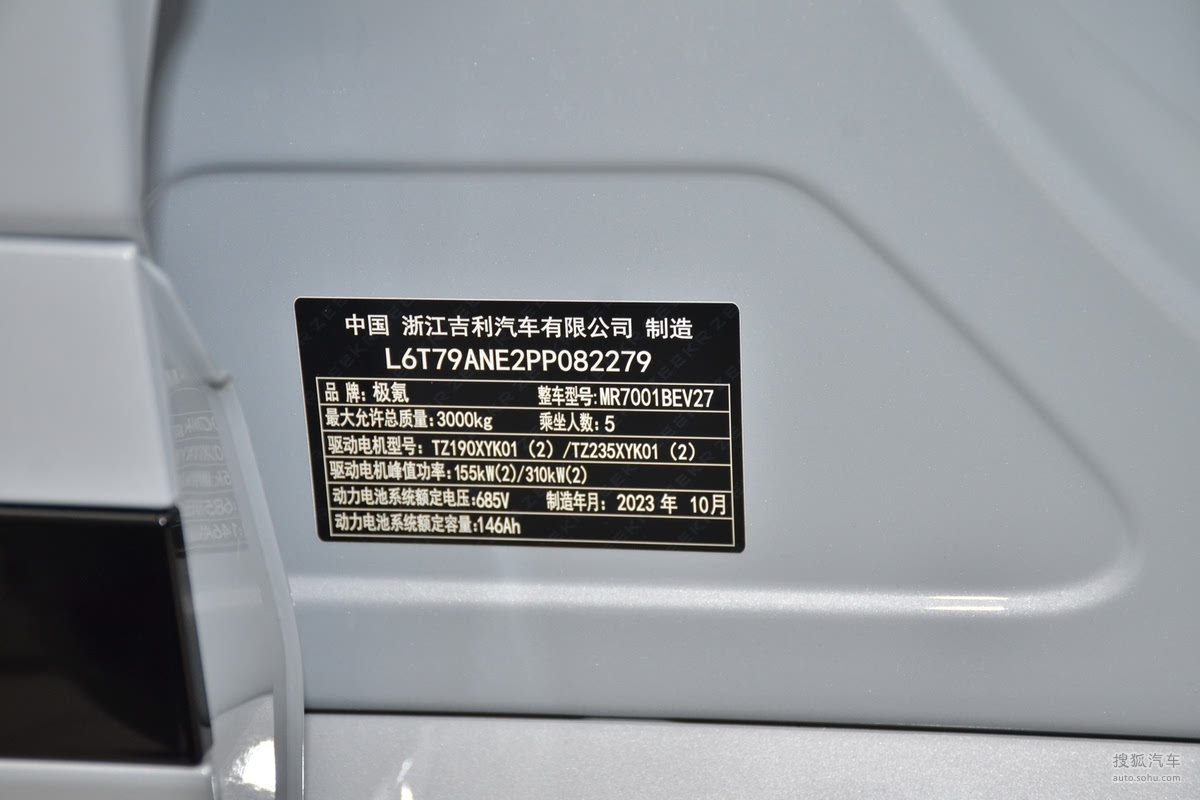 中国 浙江吉利汽车有限公司 制造
L6T79ANE2PP082279
品 牌: 极氪 整车型号:MR7001BEV27
最大允许总质量:3000kg 乘坐人数: 5
驱动电机型号: TZ190XYK01 (2) /TZ235XYK01 (2)
驱动电机峰值功率:155kW(2)/310kW(2)
动力电池系统额定电压:685V 制造年月: 2023 年 10月
动力电池系统额定容量:146Ah
搜狐汽车
auto.sohu.com